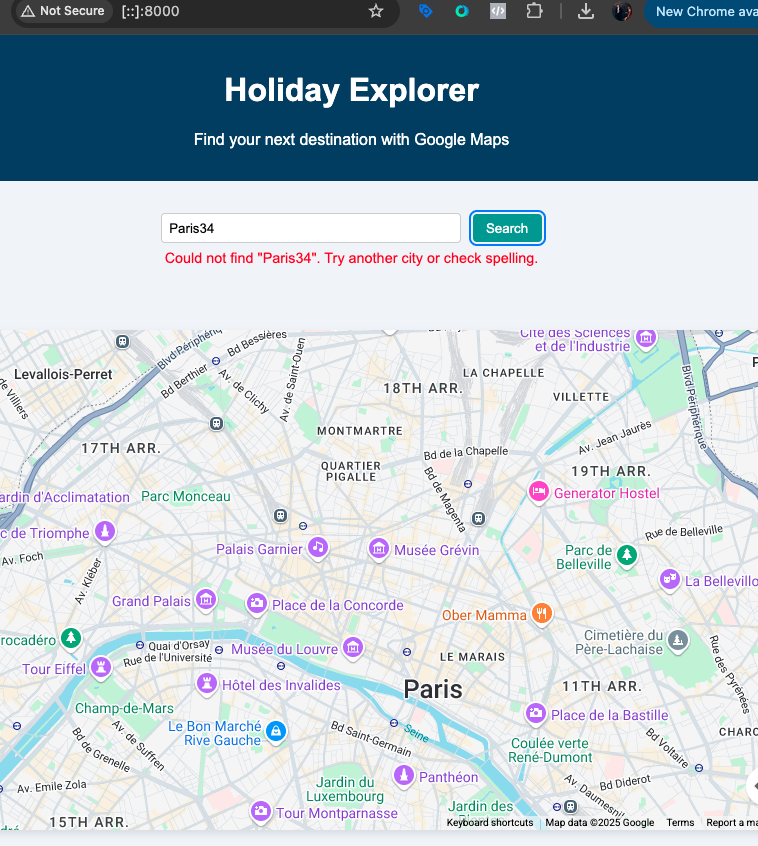 Not Secure
[::]:8000
New Chrome ava
Holiday Explorer
Find your next destination with Google Maps
Paris34
Search
Could not find "Paris34". Try another city or check spelling.
Cité des Sciences
et de l'Industrie
Blvd Périphériq
Bd Bessières
Levallois-Perret
Bd Berthier
Av. de Saint-Ouen
LA CHAPELLE
de Villiers
Av. de Clichy
18TH ARR.
VILLETTE
Blvd Périphérique
MONTMARTRE
Av. Jean Jaurès
17TH ARR.
Bd de la Chapelle
QUARTIER
PIGALLE
19TH ARR.
Bd de Magenta
ardin d'Acclimatation
Parc Monceau
Generator Hostel
c de Triomphe
Rue de Belleville
Palais Garnier
Musée Grévin
Parc de
Belleville
Av. Foch
Av. Kléber
La Bellevillo
Grand Palais
Place de la Concorde
Ober Mamma
rocadéro
Quai d'Orsay
Rue de l'Université
Musée du Louvre
Cimetière du
Père-Lachaise
LE MARAIS
Rue des Pyrénées
Tour Eiffel
Hôtel des Invalides
Paris
11TH ARR.
Champ-de-Mars
Place de la Bastille
Av. de Suffren
Le Bon Marché
Rive Gauche
Bd Saint-Germain
Seine
CHARO
Bd de Grenelle
Coulée verte
René-Dumont
Bd Voltaire
Panthéon
Av. Emile Zola
Jardin du
Luxembourg
Bd Diderot
Av. Daumesnil
Jardin des
15TH ARR.
Tour Montparnasse
Keyboard shortcuts
Map data ©2025 Google
Terms
Report a ma